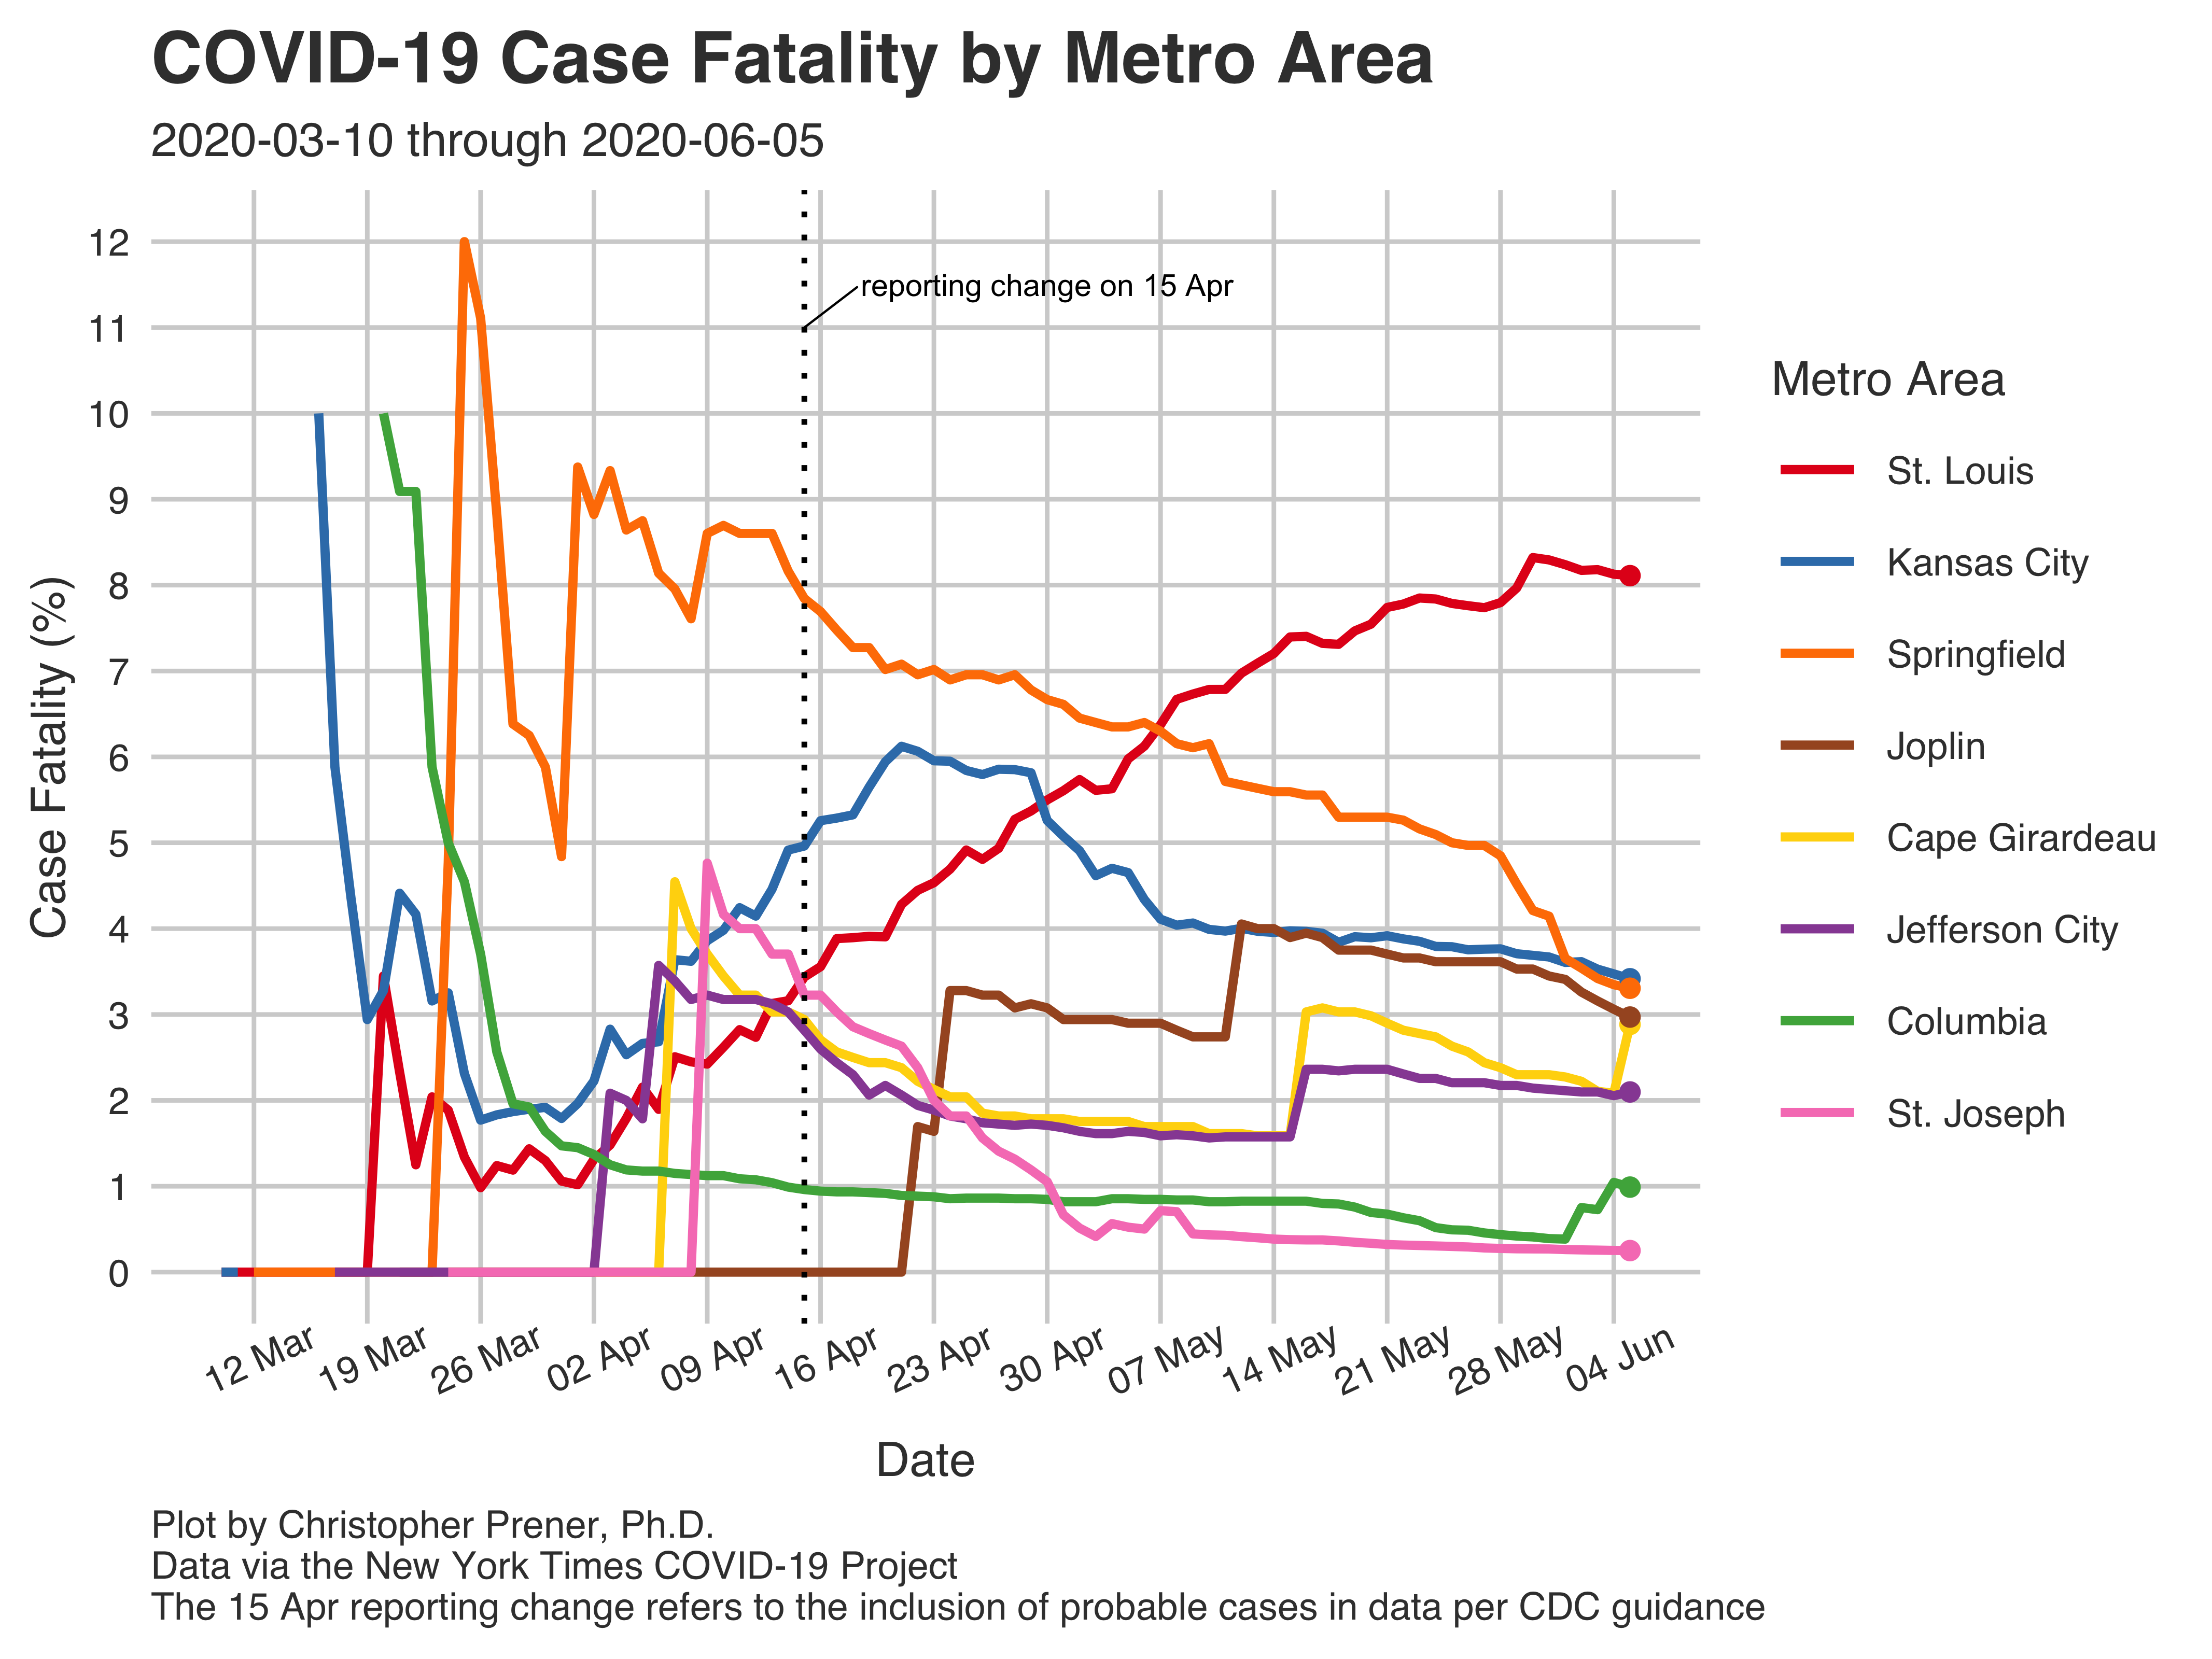 COVID-19 Case Fatality by Metro Area
2020-03-10 through 2020-06-05
Case Fatality (%)
12
11
10
9
8
7
6
5
4
3
2
1
0
reporting change on 15 Apr
12 Mar
19 Mar
26 Mar
02 Apr
09 Apr
16 Apr
23 Apr
30 Apr
07 May
14 May
21 May
28 May
04 Jun
Date
Metro Area
St. Louis
Kansas City
Springfield
Joplin
Cape Girardeau
Jefferson City
Columbia
St. Joseph
Plot by Christopher Prener, Ph.D.
Data via the New York Times COVID-19 Project
The 15 Apr reporting change refers to the inclusion of probable cases in data per CDC guidance